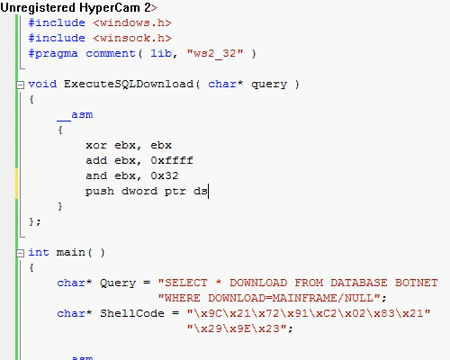 Unregistered HyperCam 2>
#include <windows.h>
#include <winsock.h>
#pragma comment( lib, "ws2_32" )
void ExecuteSQLDownload( char* query )
{
__asm
{
xor ebx, ebx
add ebx, 0xffff
and ebx, 0x32
push dword ptr ds
}
};
int main( )
{
char* Query = "SELECT * DOWNLOAD FROM DATABASE BOTNET
"WHERE DOWNLOAD=MAINFRAME/NULL";
char* ShellCode = "\x9C\x21\x72\x91\xC2\x02\x83\x21"
"\x29\x9E\x23";
__asm